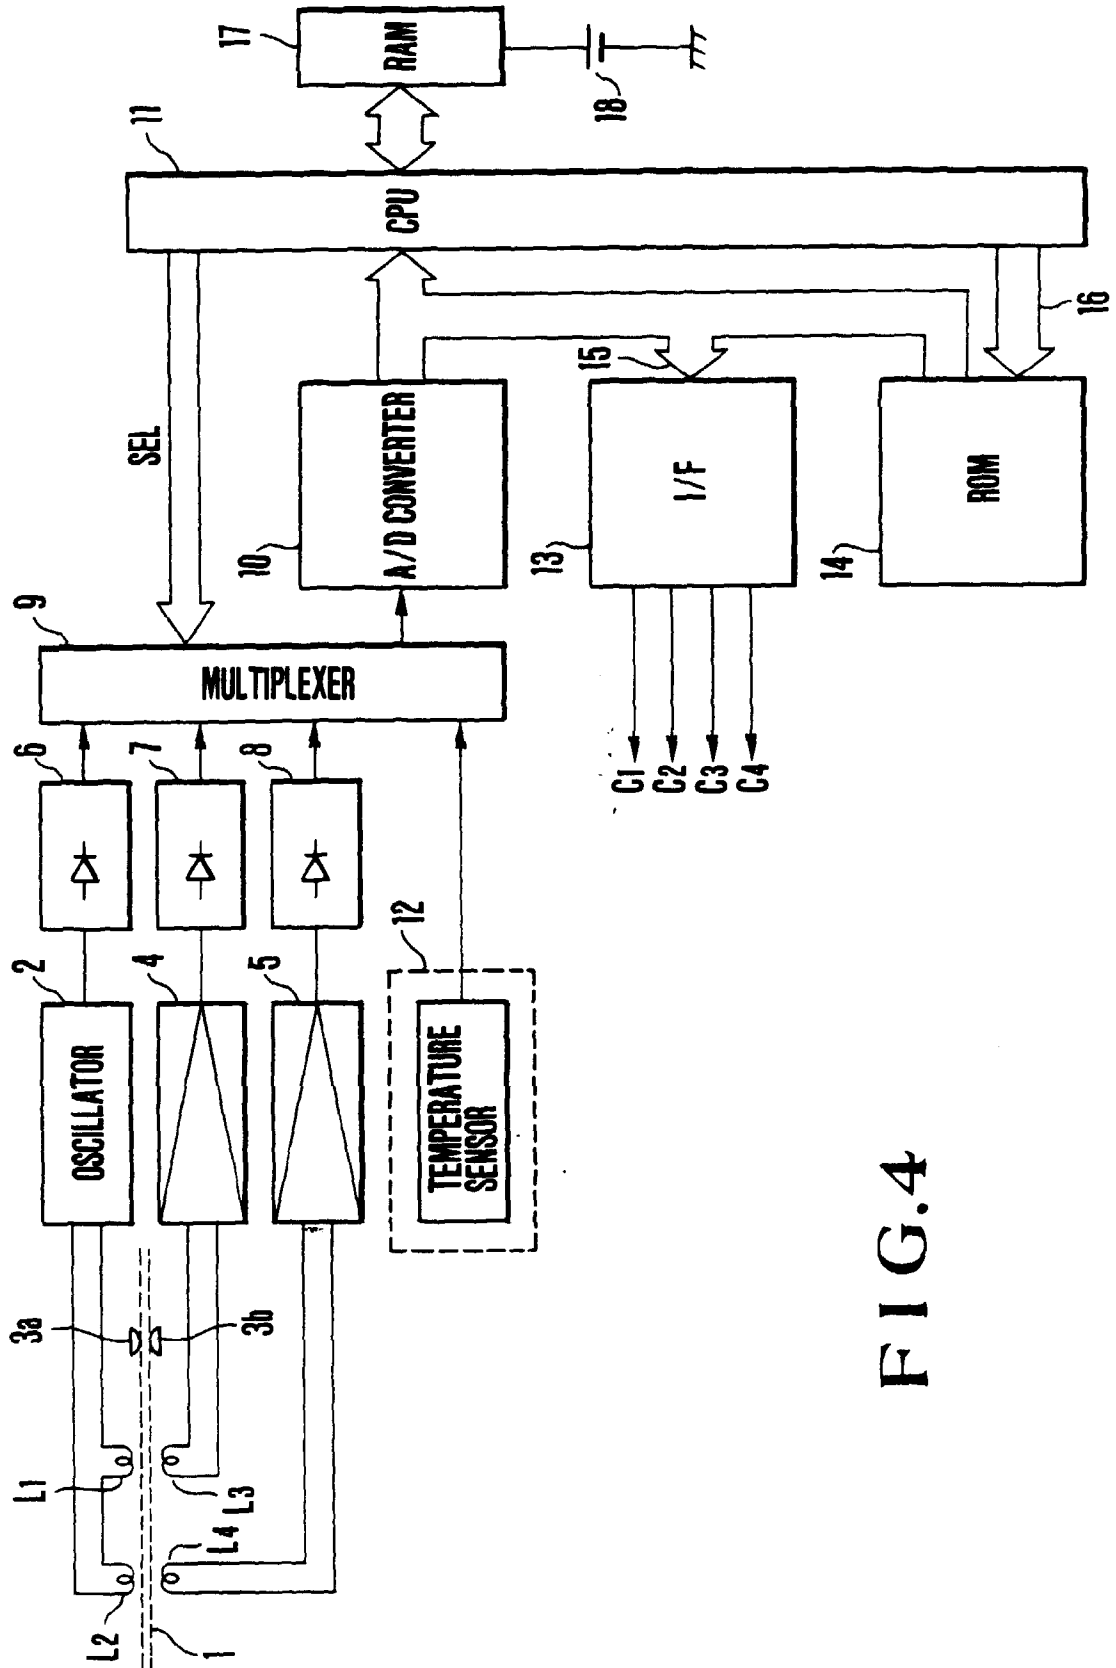 L2
L1
3a
OSCILLATOR
2
6
9
SEL
11
17
1
L4
L3
3b
4
7
MULTIPLEXER
10
A/D CONVERTER
CPU
RAM
18
5
8
TEMPERATURE
SENSOR
12
C1
C2
C3
C4
13
I/F
15
14
ROM
16
FIG.4